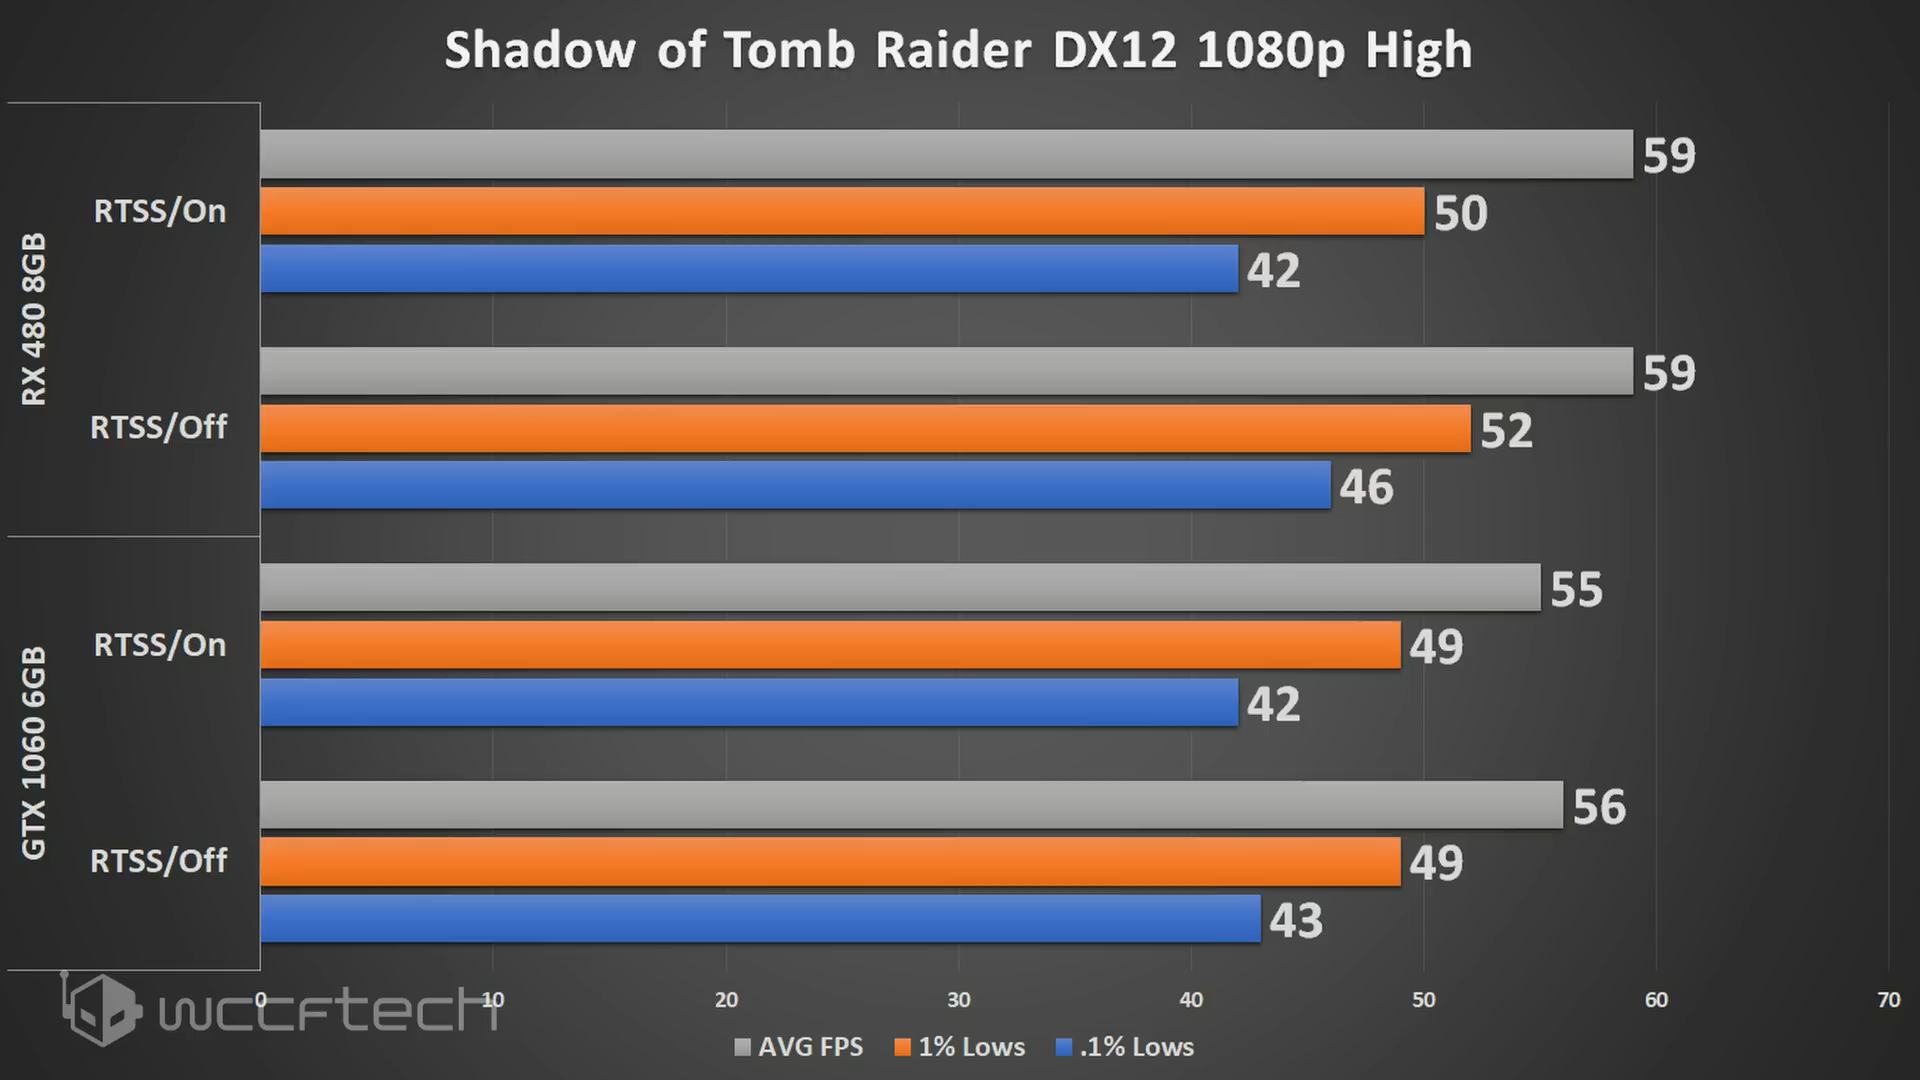 Shadow of Tomb Raider DX12 1080p High
RX 480 8GB
RTSS/On
59
50
42
RTSS/Off
59
52
46
GTX 1060 6GB
RTSS/On
55
49
42
RTSS/Off
56
49
43
0 10 20 30 40 50 60 70
AVG FPS 1% Lows .1% Lows
wccftech